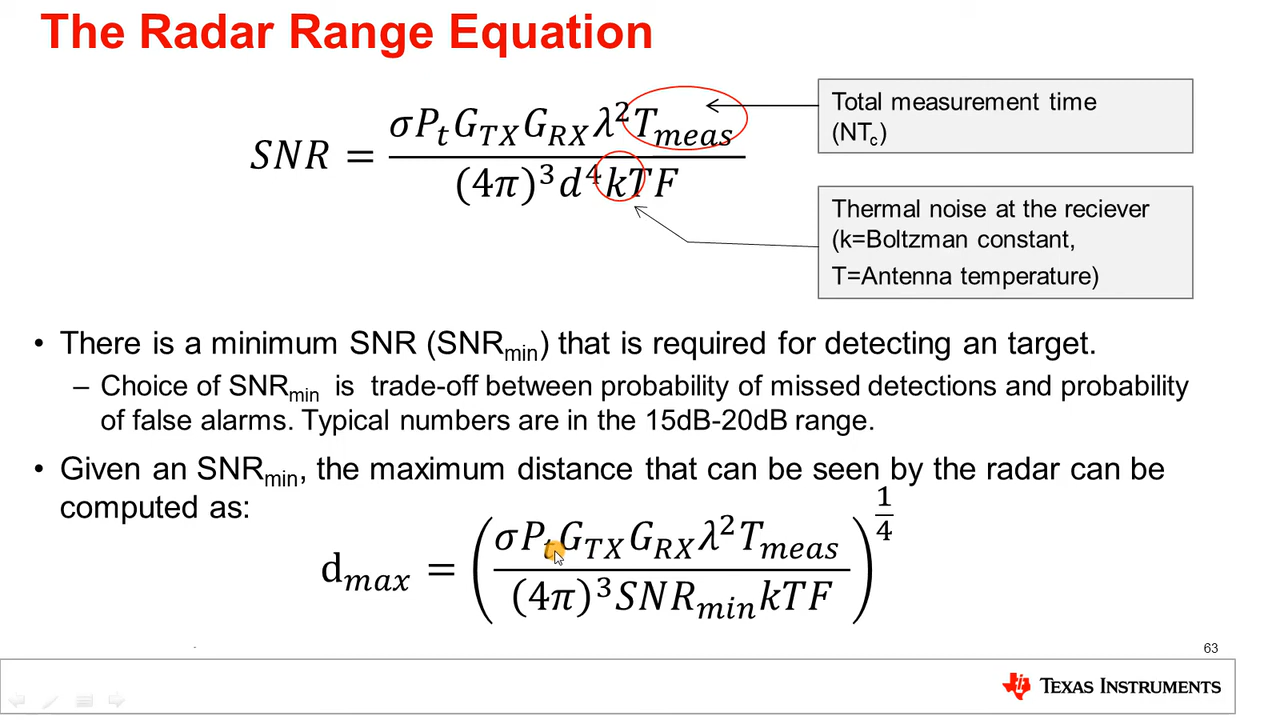 The Radar Range Equation
SNR = σP_t G_TX G_RX λ² T_meas / (4π)³ d⁴ kTF
Total measurement time
(NT_c)
Thermal noise at the reciever
(k=Boltzman constant,
T=Antenna temperature)
• There is a minimum SNR (SNR_min) that is required for detecting an target.
– Choice of SNR_min is trade-off between probability of missed detections and probability
of false alarms. Typical numbers are in the 15dB-20dB range.
• Given an SNR_min, the maximum distance that can be seen by the radar can be
computed as:
d_max = (σP_t G_TX G_RX λ² T_meas / (4π)³ SNR_min kTF)^(1/4)
63
TEXAS INSTRUMENTS